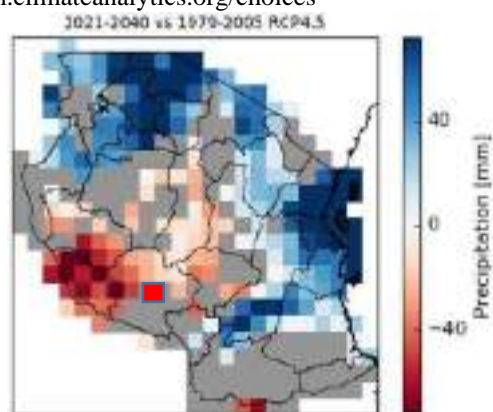 n.climateanalytics.org/choices
2021-2040 vs 1979-2005 RCP4.5
40
0
−40
Precipitation [mm]